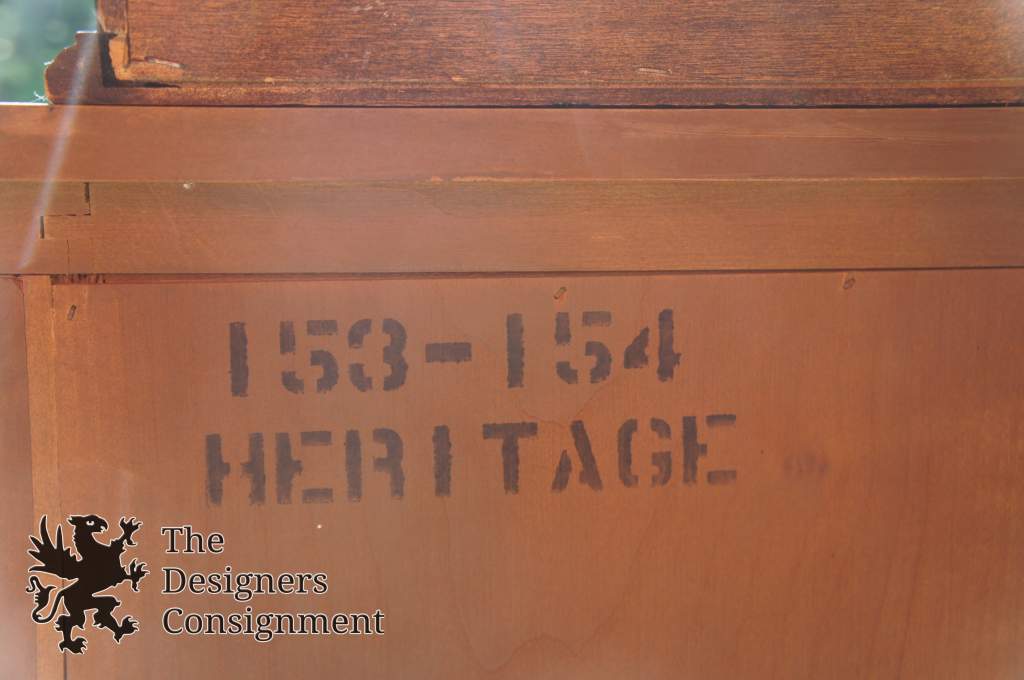 153-154
HERITAGE
The
Designers
Consignment